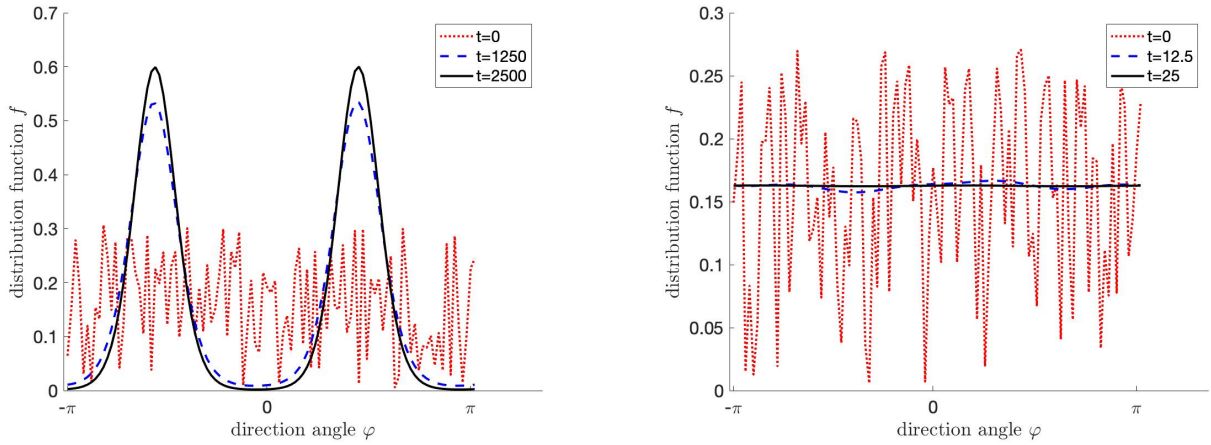 0.7
0.6
0.5
0.4
0.3
0.2
0.1
0
distribution function f
-π
0
π
direction angle φ
t=0
t=1250
t=2500
0.3
0.25
0.2
0.15
0.1
0.05
0
distribution function f
-π
0
π
direction angle φ
t=0
t=12.5
t=25